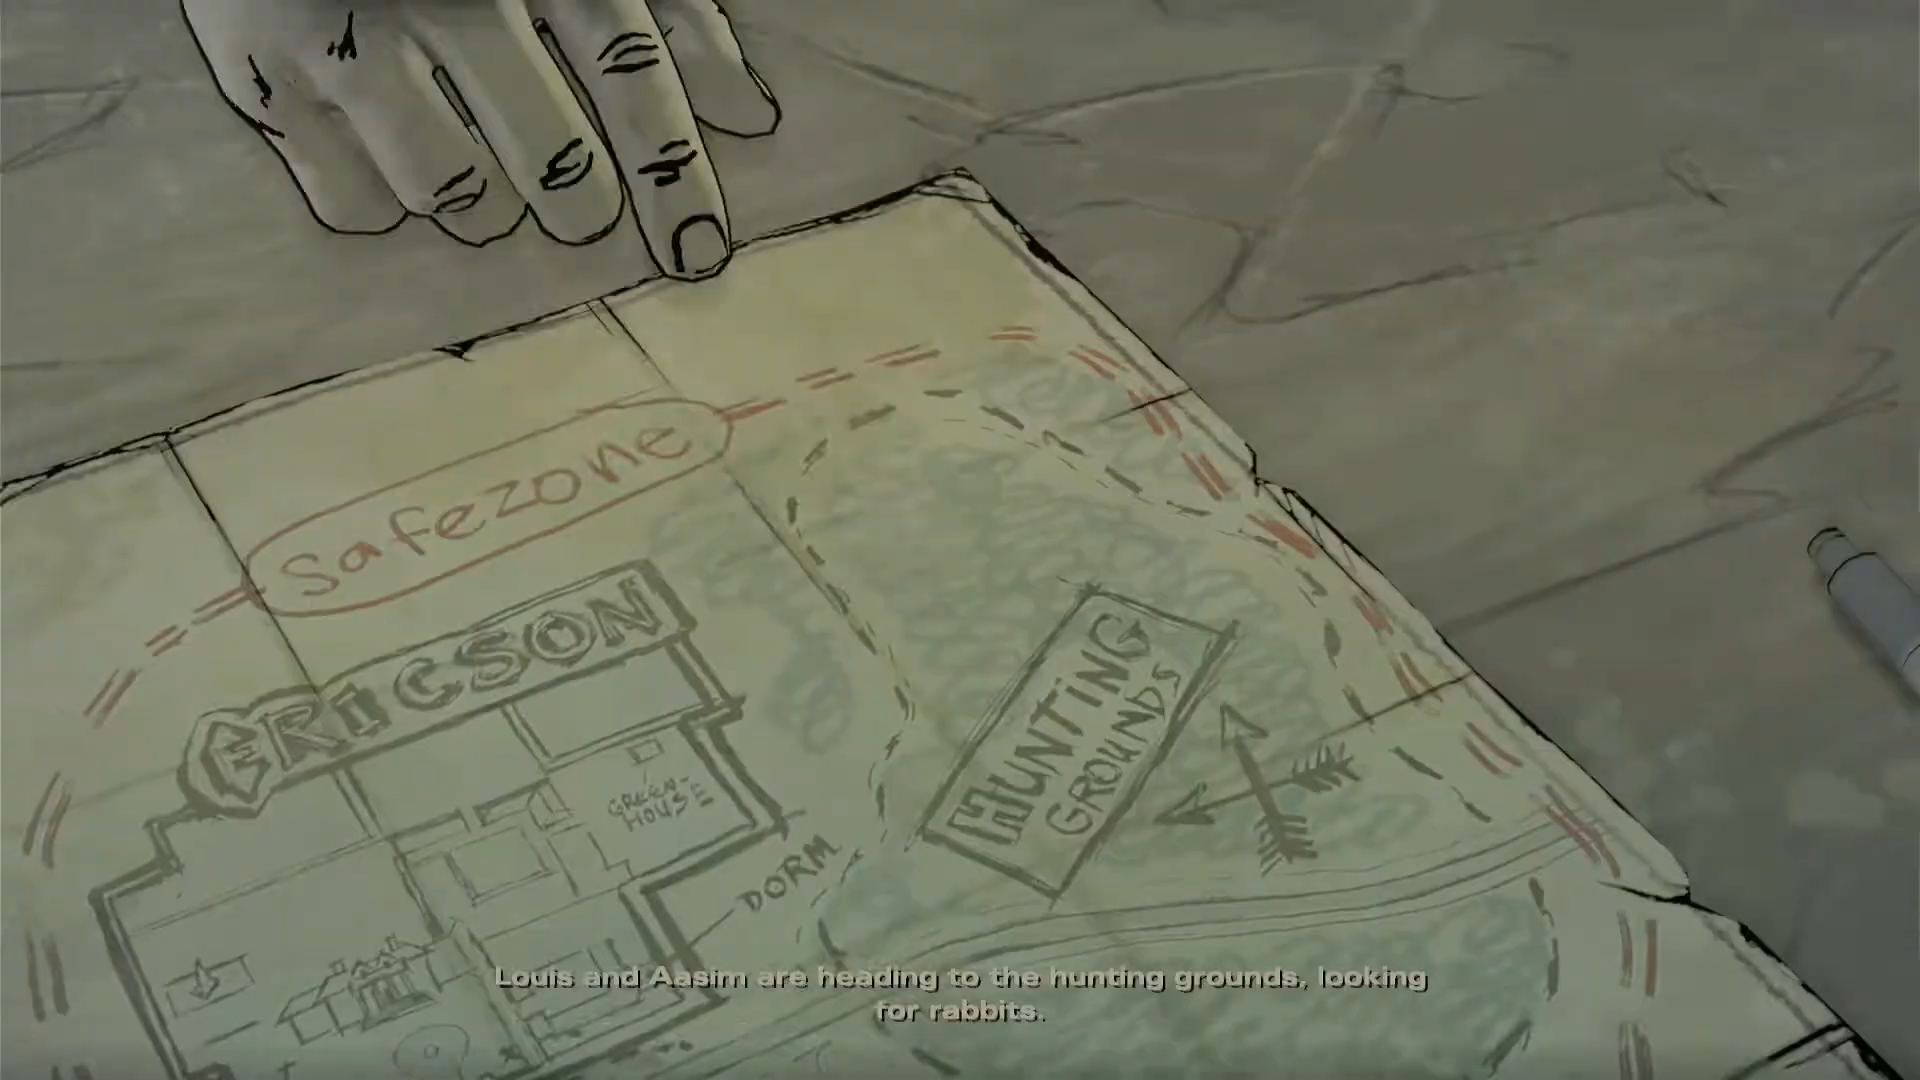 Safezone
ERICSON
HUNTING
GROUNDS
GREEN-
HOUSE
DORM
Louis and Aasim are heading to the hunting grounds, looking
for rabbits.